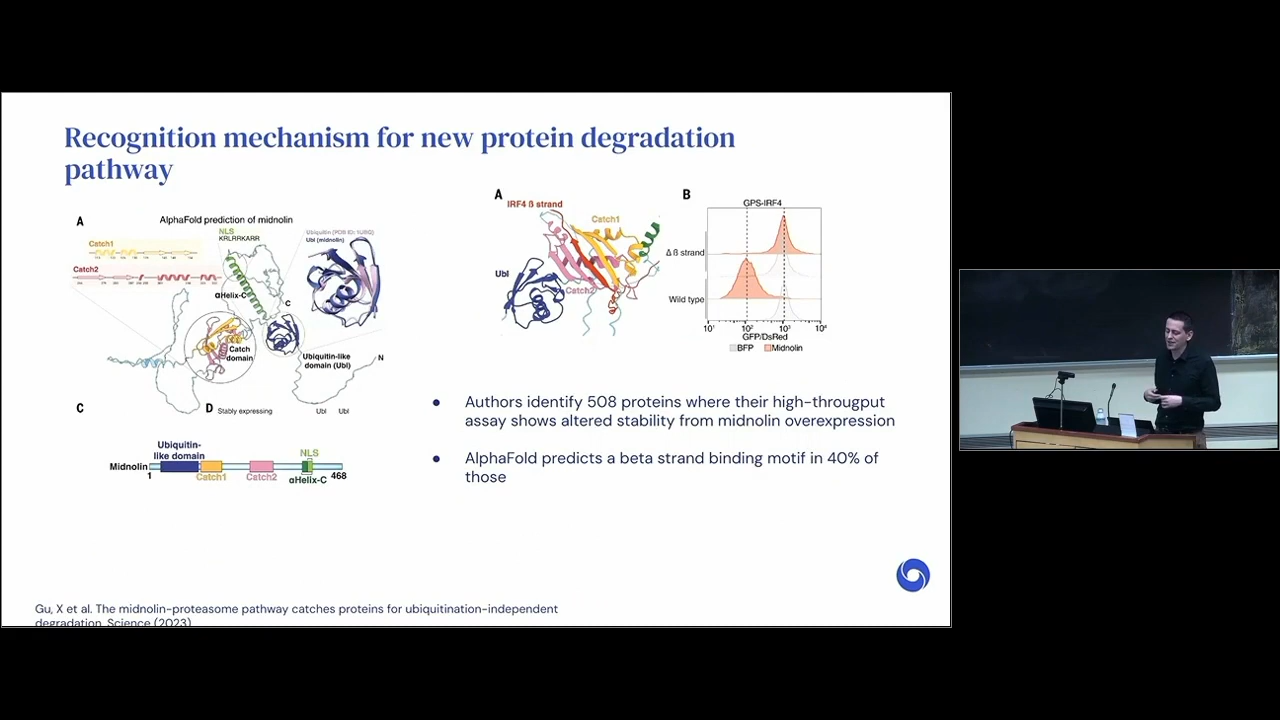 Recognition mechanism for new protein degradation
pathway
A
AlphaFold prediction of midnolin
NLS
KRLRRKARR
Catch1
Catch2
αHelix-C
C
Ubiquitin (PDB ID: 1UBQ)
Ubl (midnolin)
Catch
domain
Ubiquitin-like
domain (Ubl)
N
C
D Stably expressing
Ubl Ubl
Ubiquitin-
like domain
NLS
Midnolin
1
Catch1
Catch2
αHelix-C
468
A
IRF4 ß strand
Catch1
Ubl
Catch2
B
GPS-IRF4
Δ ß strand
Wild type
10¹ 10² 10³ 10⁴
GFP/DsRed
BFP Midnolin
● Authors identify 508 proteins where their high-througput
assay shows altered stability from midnolin overexpression
● AlphaFold predicts a beta strand binding motif in 40% of
those
Gu, X et al. The midnolin-proteasome pathway catches proteins for ubiquitination-independent
degradation. Science (2023)